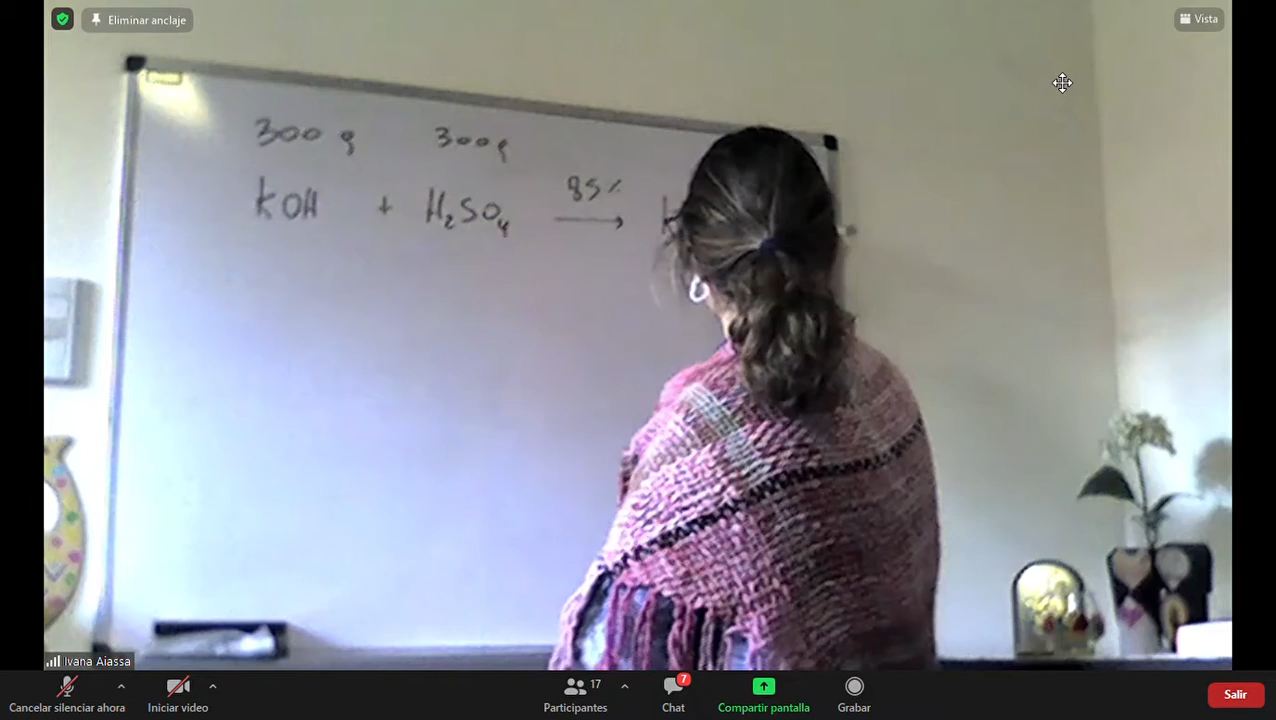 Eliminar anclaje
Vista
300 g 300g
KOH + H₂SO₄ 85% →
Ivana Aiassa
Cancelar silenciar ahora
Iniciar video
17
Participantes
7
Chat
Compartir pantalla
Grabar
Salir